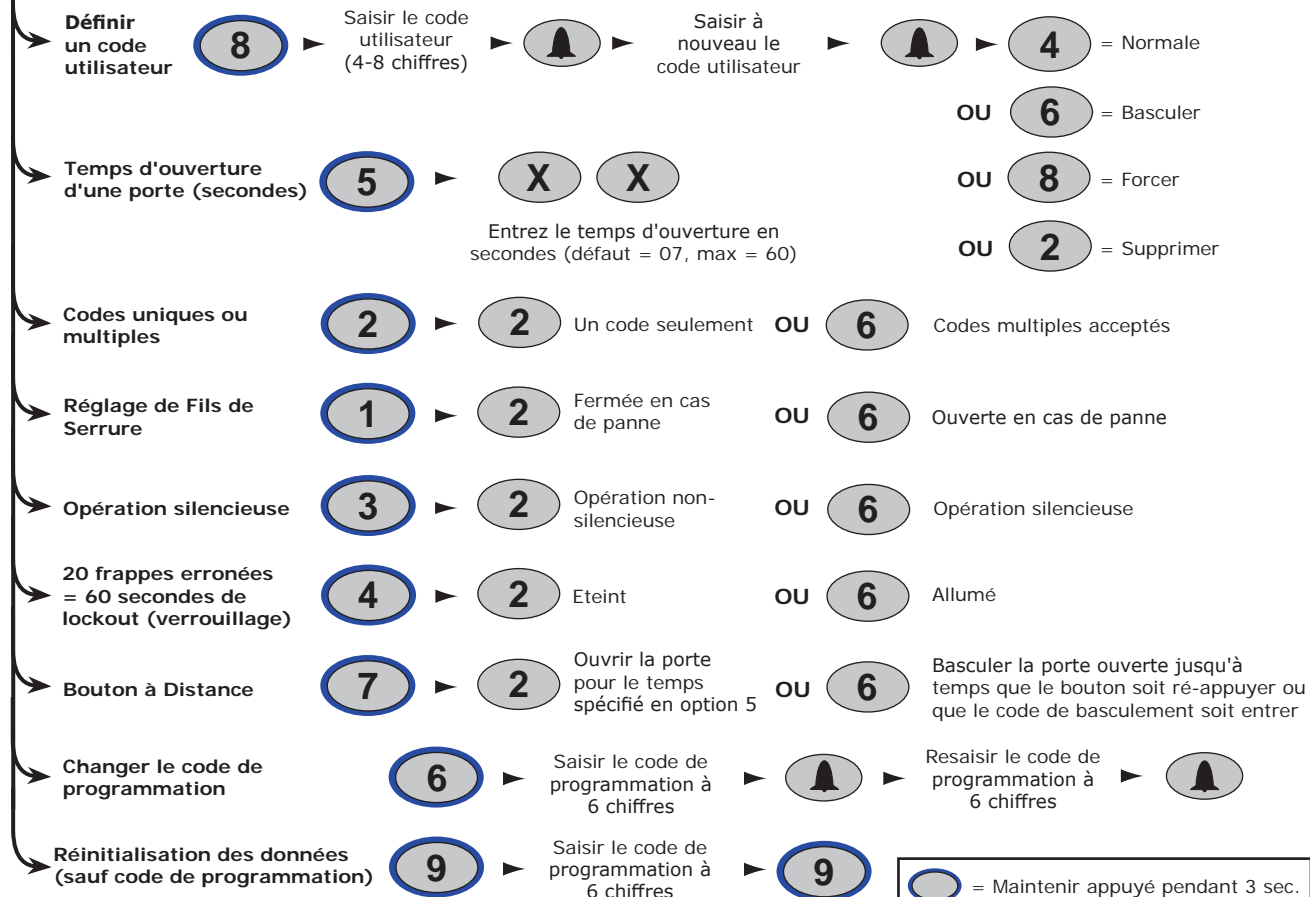 Définir
un code
utilisateur
8
Saisir le code
utilisateur
(4-8 chiffres)
Saisir à
nouveau le
code utilisateur
4 = Normale
OU 6 = Basculer
OU 8 = Forcer
OU 2 = Supprimer
Temps d'ouverture
d'une porte (secondes)
5
X X
Entrez le temps d'ouverture en
secondes (défaut = 07, max = 60)
Codes uniques ou
multiples
2
2 Un code seulement OU 6 Codes multiples acceptés
Réglage de Fils de
Serrure
1
2
Fermée en cas
de panne
OU 6 Ouverte en cas de panne
Opération silencieuse
3
2
Opération non-
silencieuse
OU 6 Opération silencieuse
20 frappes erronées
= 60 secondes de
lockout (verrouillage)
4
2 Eteint OU 6 Allumé
Bouton à Distance
7
2
Ouvrir la porte
pour le temps
spécifié en option 5
OU 6
Basculer la porte ouverte jusqu'à
temps que le bouton soit ré-appuyer ou
que le code de basculement soit entrer
Changer le code de
programmation
6
Saisir le code de
programmation à
6 chiffres
Resaisir le code de
programmation à
6 chiffres
Réinitialisation des données
(sauf code de programmation)
9
Saisir le code de
programmation à
6 chiffres
9
= Maintenir appuyé pendant 3 sec.